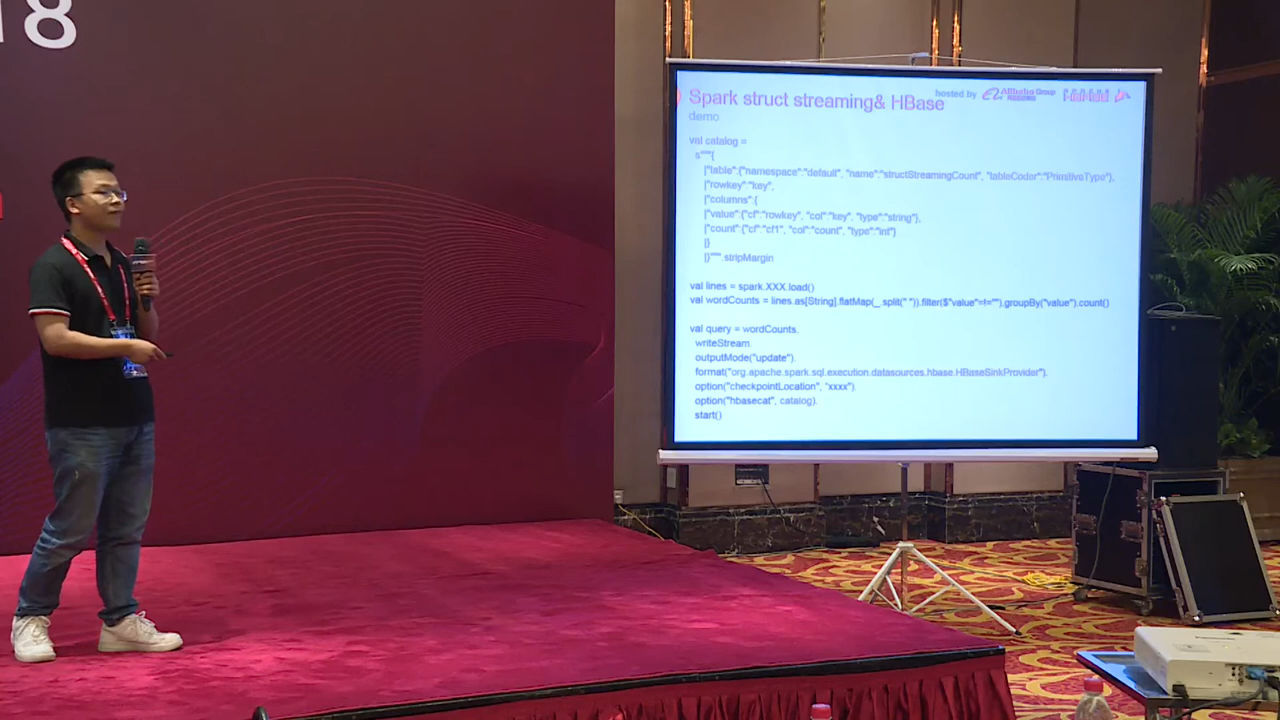 18
Spark struct streaming& HBase
hosted by
Alibaba Group
demo
val catalog =
s"""{
|"table":{"namespace":"default", "name":"structStreamingCount", "tableCoder":"PrimitiveType"},
|"rowkey":"key",
|"columns":{
|"value":{"cf":"rowkey", "col":"key", "type":"string"},
|"count":{"cf":"cf1", "col":"count", "type":"int"}
|}
|}""".stripMargin
val lines = spark.XXX.load()
val wordCounts = lines.as[String].flatMap(_.split(" ")).filter($"value"=!="").groupBy("value").count()
val query = wordCounts.
writeStream.
outputMode("update").
format("org.apache.spark.sql.execution.datasources.hbase.HBaseSinkProvider").
option("checkpointLocation", "xxxx").
option("hbasecat", catalog).
start()